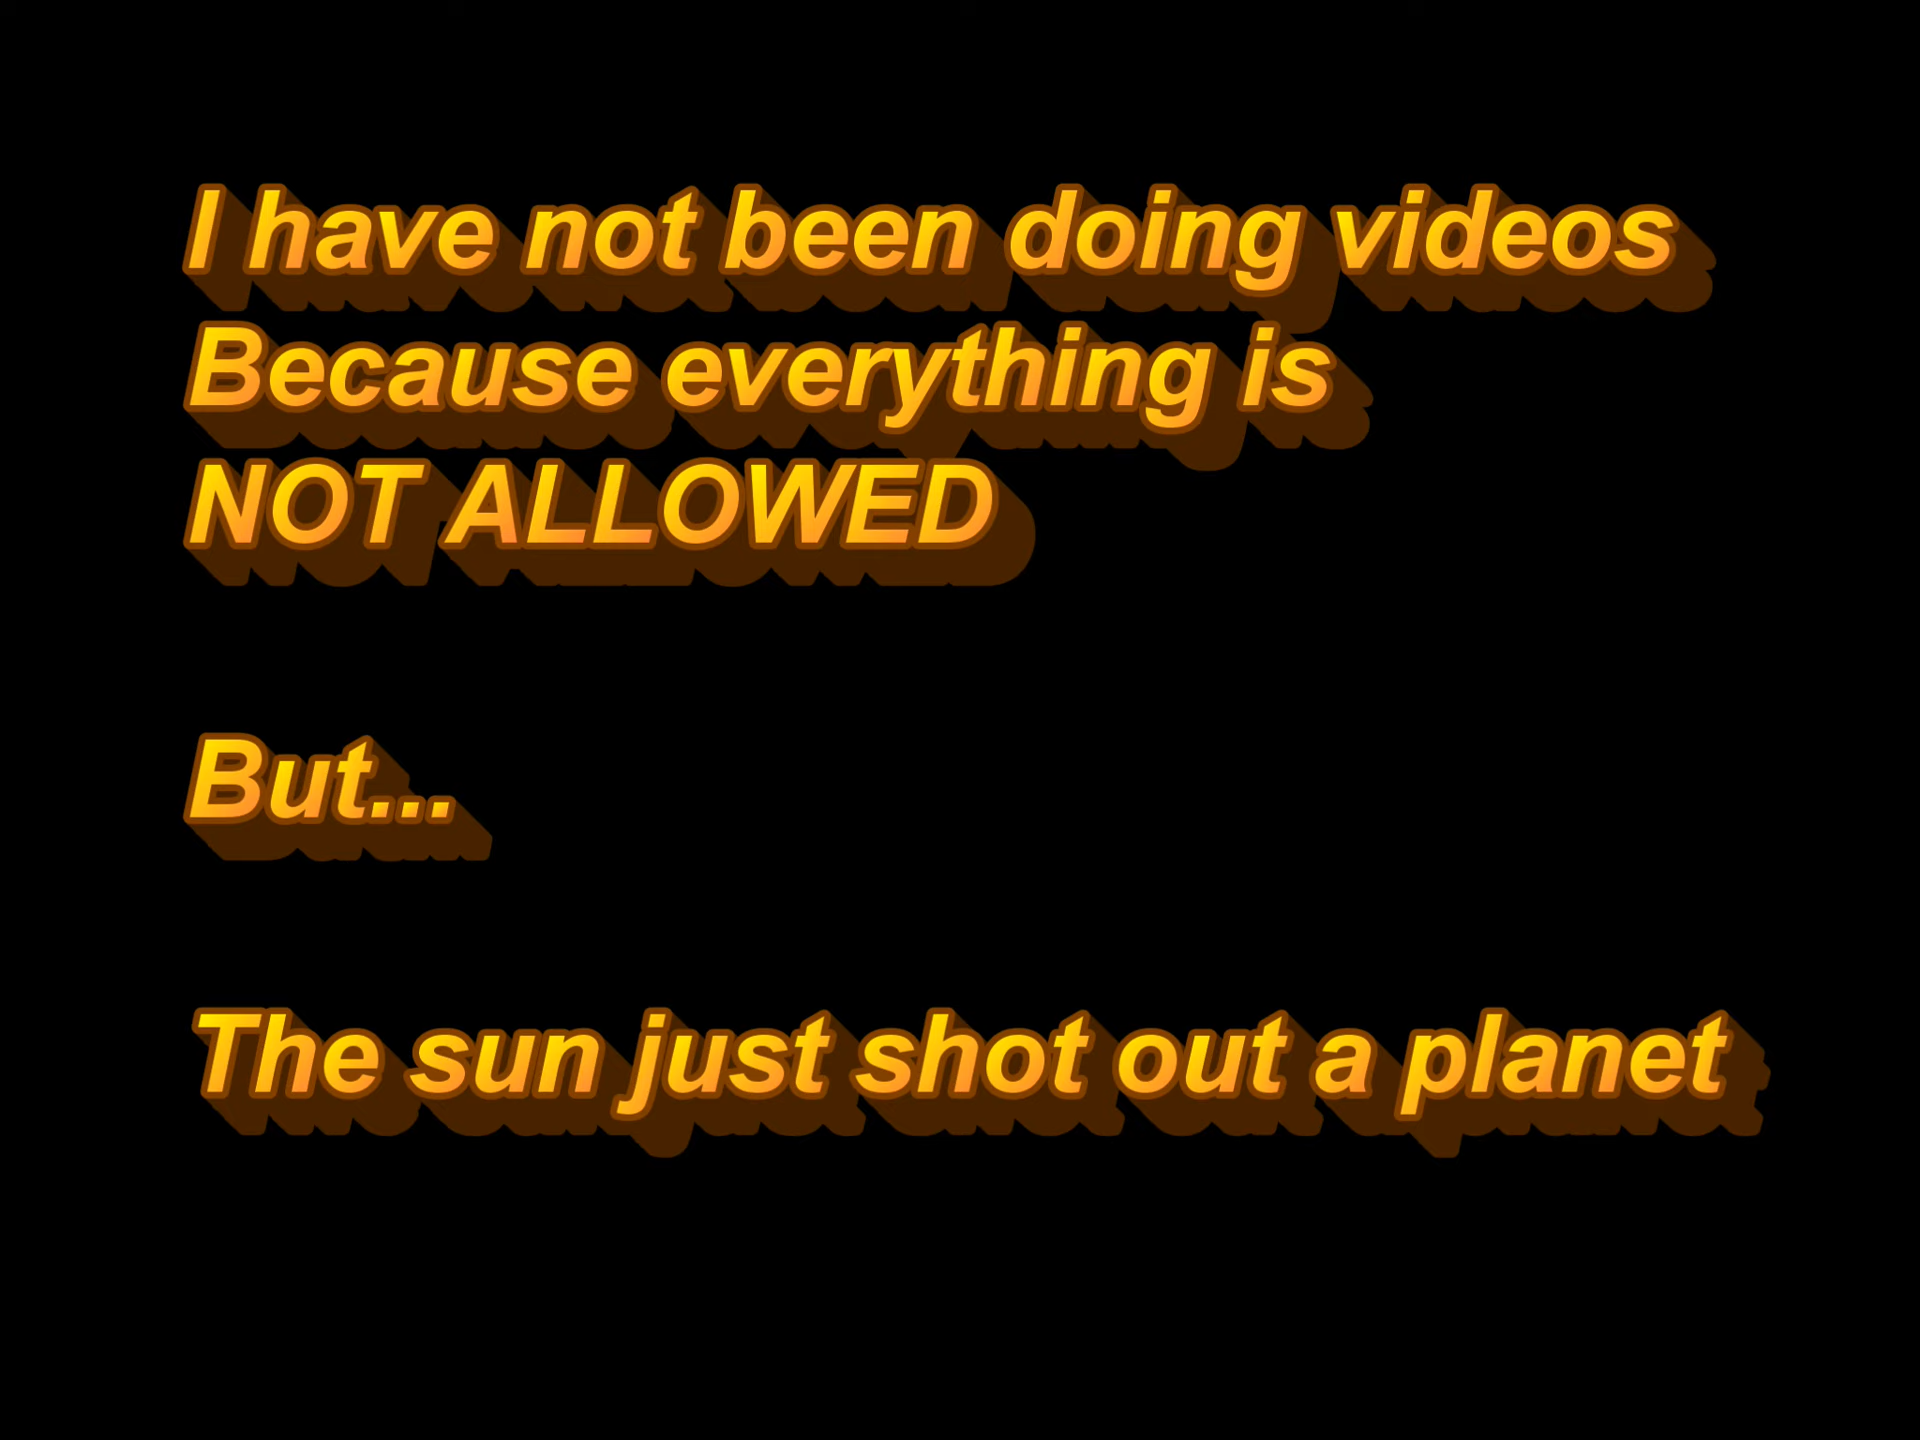 I have not been doing videos
Because everything is
NOT ALLOWED
But...
The sun just shot out a planet